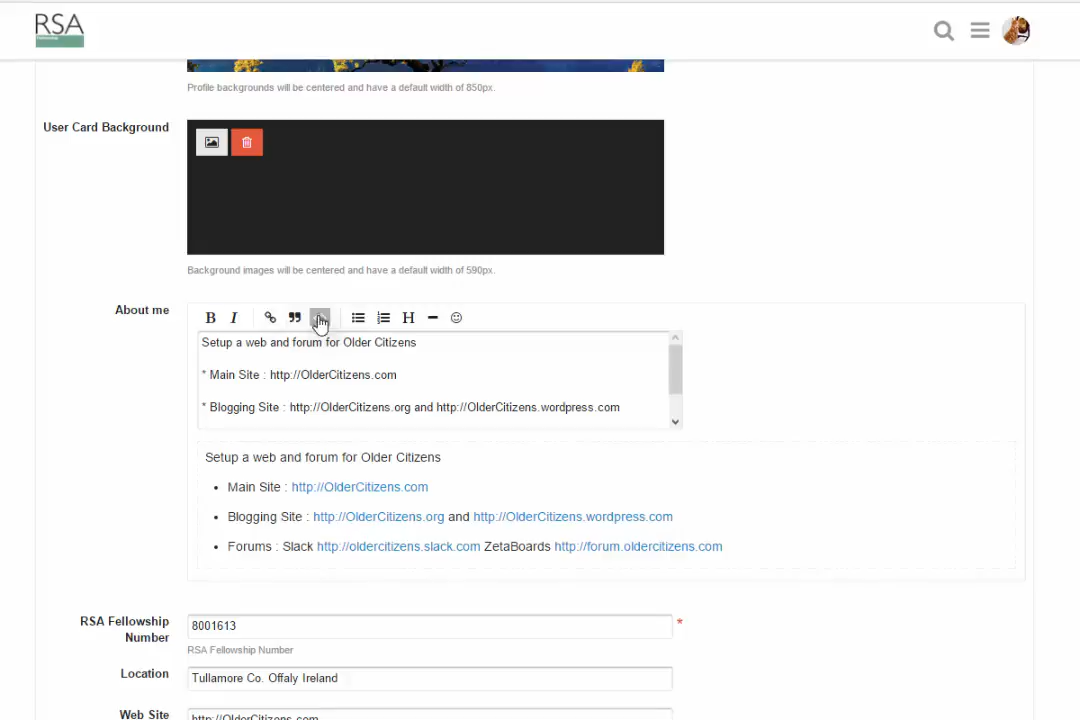 RSA
Profile backgrounds will be centered and have a default width of 850px.
User Card Background
Background images will be centered and have a default width of 590px.
About me
B I H
Setup a web and forum for Older Citizens
* Main Site : http://OlderCitizens.com
* Blogging Site : http://OlderCitizens.org and http://OlderCitizens.wordpress.com
Setup a web and forum for Older Citizens
• Main Site : http://OlderCitizens.com
• Blogging Site : http://OlderCitizens.org and http://OlderCitizens.wordpress.com
• Forums : Slack http://oldercitizens.slack.com ZetaBoards http://forum.oldercitizens.com
RSA Fellowship
Number
8001613 *
RSA Fellowship Number
Location
Tullamore Co. Offaly Ireland
Web Site
http://OlderCitizens.com